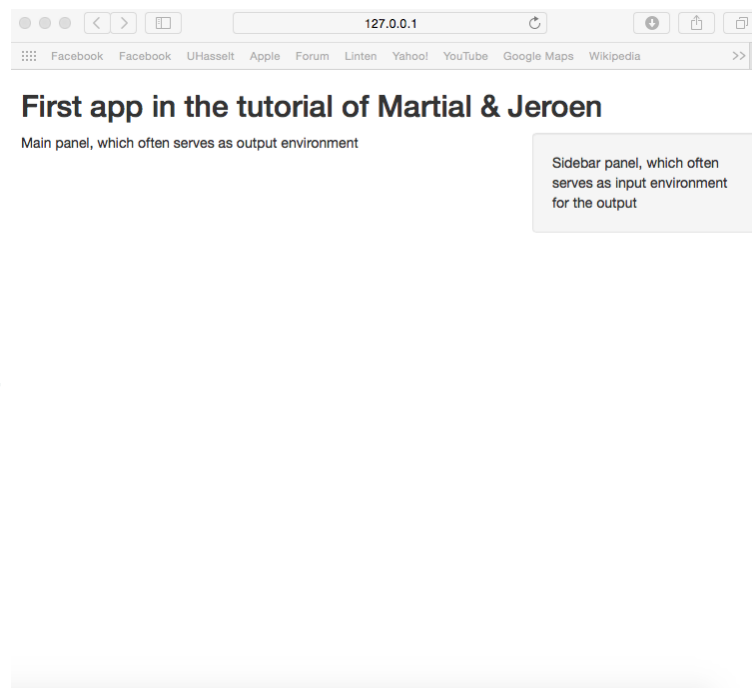 127.0.0.1
Facebook Facebook UHasselt Apple Forum Linten Yahoo! YouTube Google Maps Wikipedia >>
First app in the tutorial of Martial & Jeroen
Main panel, which often serves as output environment
Sidebar panel, which often
serves as input environment
for the output